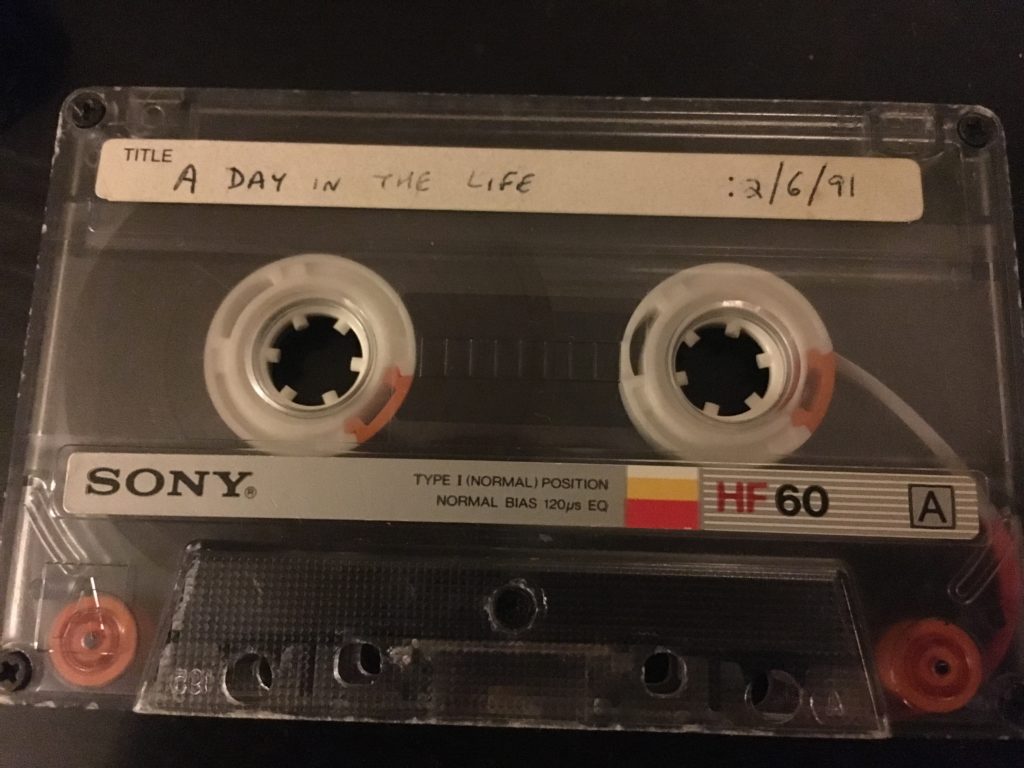 TITLE
A DAY IN THE LIFE :2/6/91
SONY®
TYPE I (NORMAL) POSITION
NORMAL BIAS 120µs EQ
HF 60
A